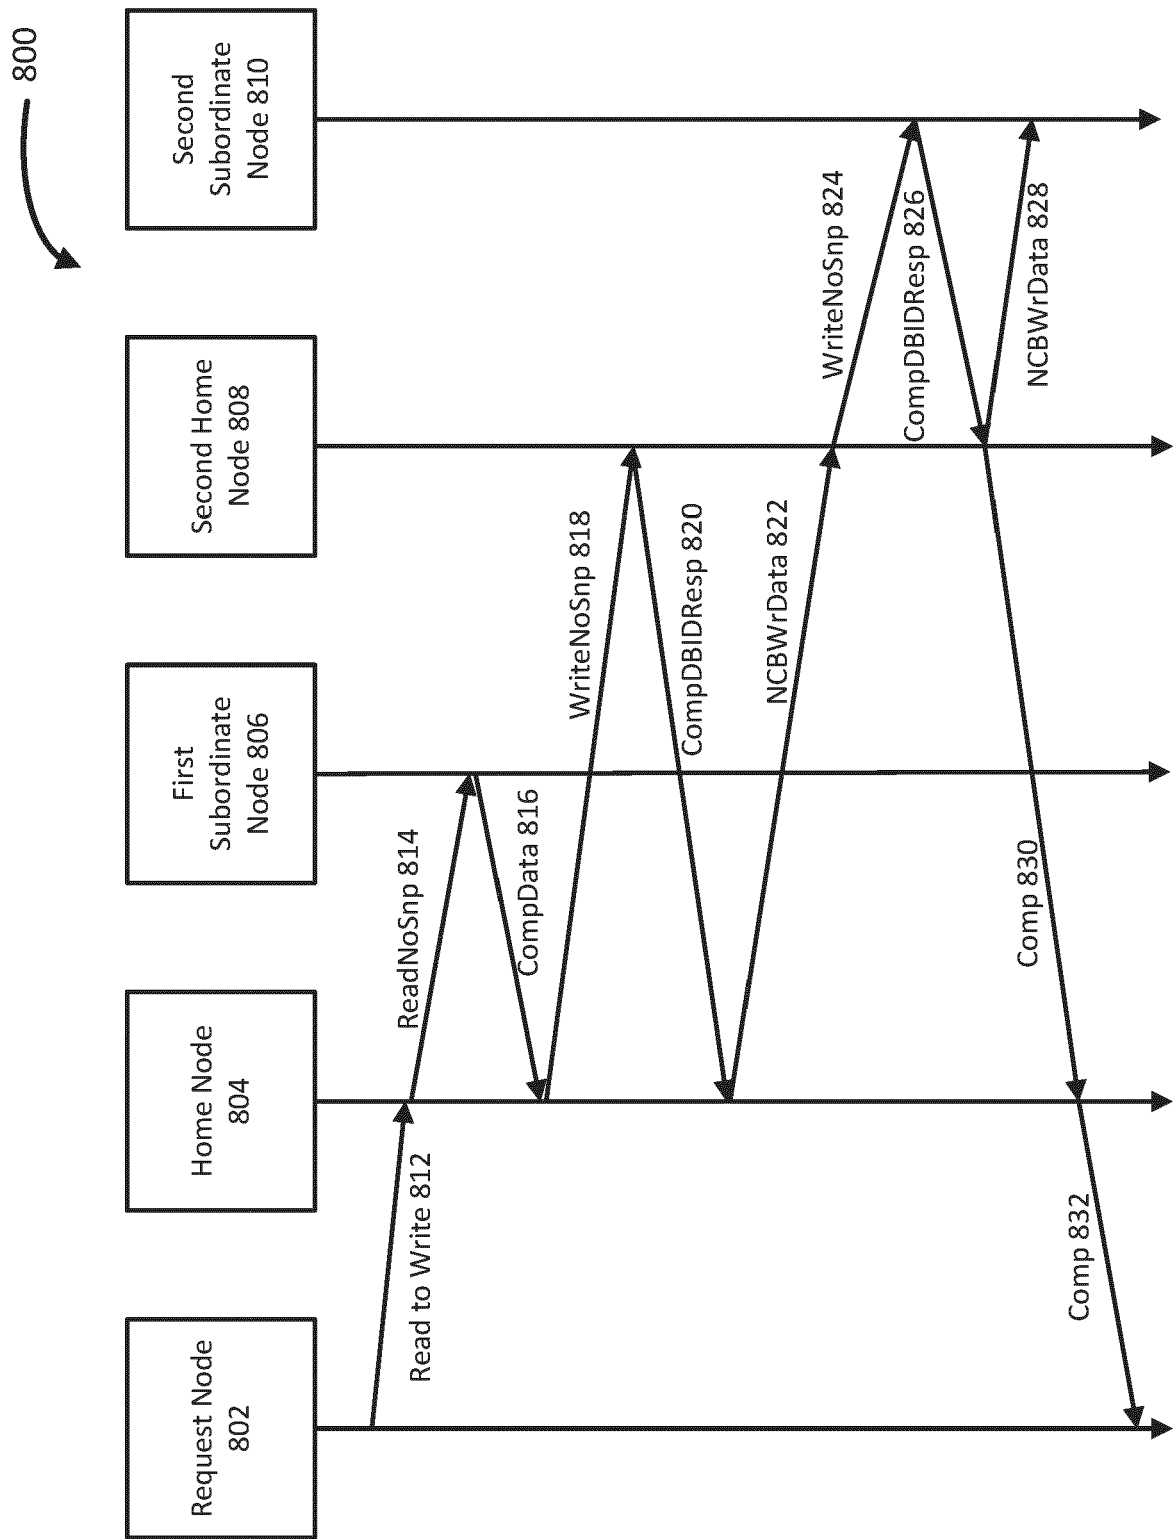 800
Request Node
802
Home Node
804
First
Subordinate
Node 806
Second Home
Node 808
Second
Subordinate
Node 810
Read to Write 812
ReadNoSnp 814
CompData 816
WriteNoSnp 818
CompDBIDResp 820
NCBWrData 822
WriteNoSnp 824
CompDBIDResp 826
NCBWrData 828
Comp 830
Comp 832